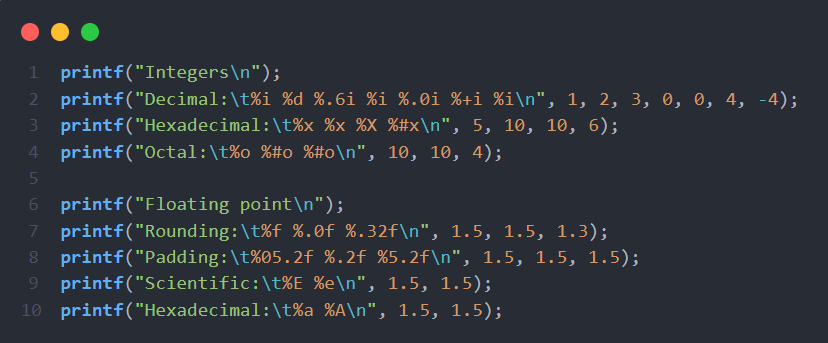 1 printf("Integers\n");
2 printf("Decimal:\t%i %d %.6i %i %.0i %+i %i\n", 1, 2, 3, 0, 0, 4, -4);
3 printf("Hexadecimal:\t%x %x %X %#x\n", 5, 10, 10, 6);
4 printf("Octal:\t%o %#o %#o\n", 10, 10, 4);
5
6 printf("Floating point\n");
7 printf("Rounding:\t%f %.0f %.32f\n", 1.5, 1.5, 1.3);
8 printf("Padding:\t%05.2f %.2f %5.2f\n", 1.5, 1.5, 1.5);
9 printf("Scientific:\t%E %e\n", 1.5, 1.5);
10 printf("Hexadecimal:\t%a %A\n", 1.5, 1.5);